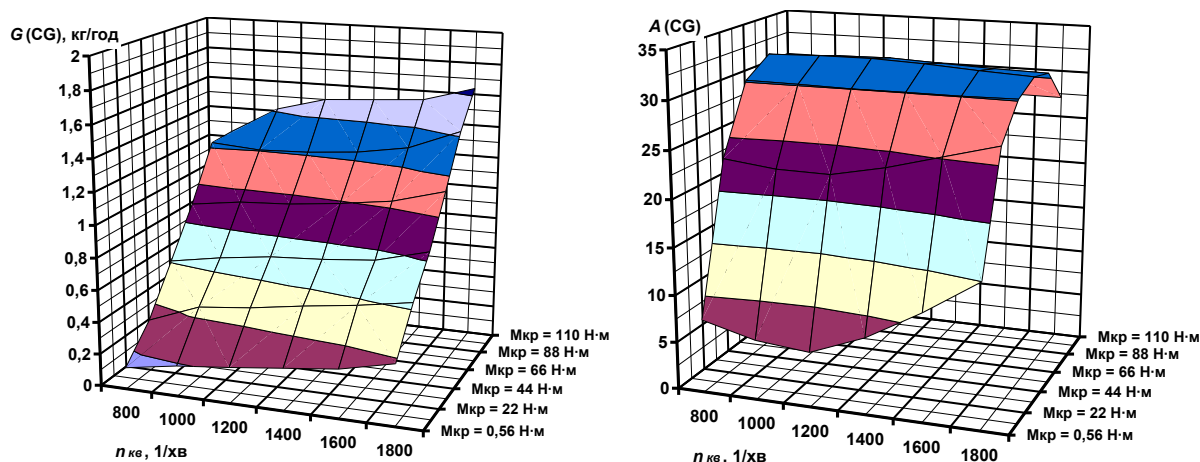 G (CG), кг/год
2
1,8
1,6
1,4
1,2
1
0,8
0,6
0,4
0,2
0
800
1000
1200
1400
1600
1800
n кв, 1/хв
Мкр = 110 Н·м
Мкр = 88 Н·м
Мкр = 66 Н·м
Мкр = 44 Н·м
Мкр = 22 Н·м
Мкр = 0,56 Н·м
A (CG)
35
30
25
20
15
10
5
0
800
1000
1200
1400
1600
1800
n кв, 1/хв
Мкр = 110 Н·м
Мкр = 88 Н·м
Мкр = 66 Н·м
Мкр = 44 Н·м
Мкр = 22 Н·м
Мкр = 0,56 Н·м